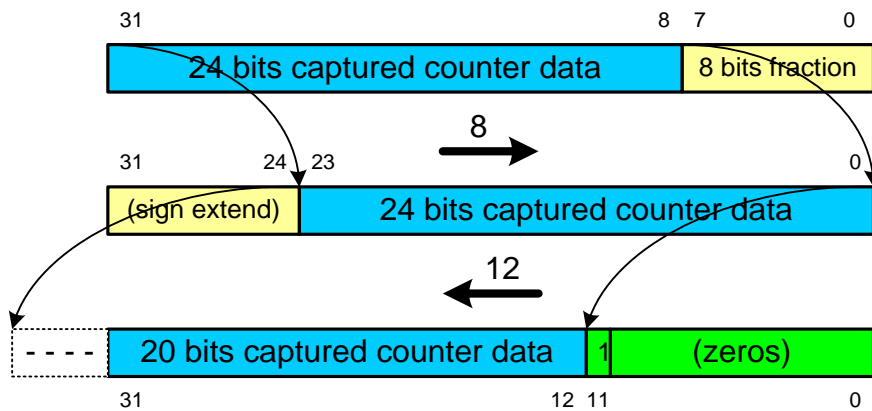 31 8 7 0
24 bits captured counter data 8 bits fraction
8
31 24 23 0
(sign extend) 24 bits captured counter data
12
- - - - 20 bits captured counter data 1 (zeros)
31 12 11 0